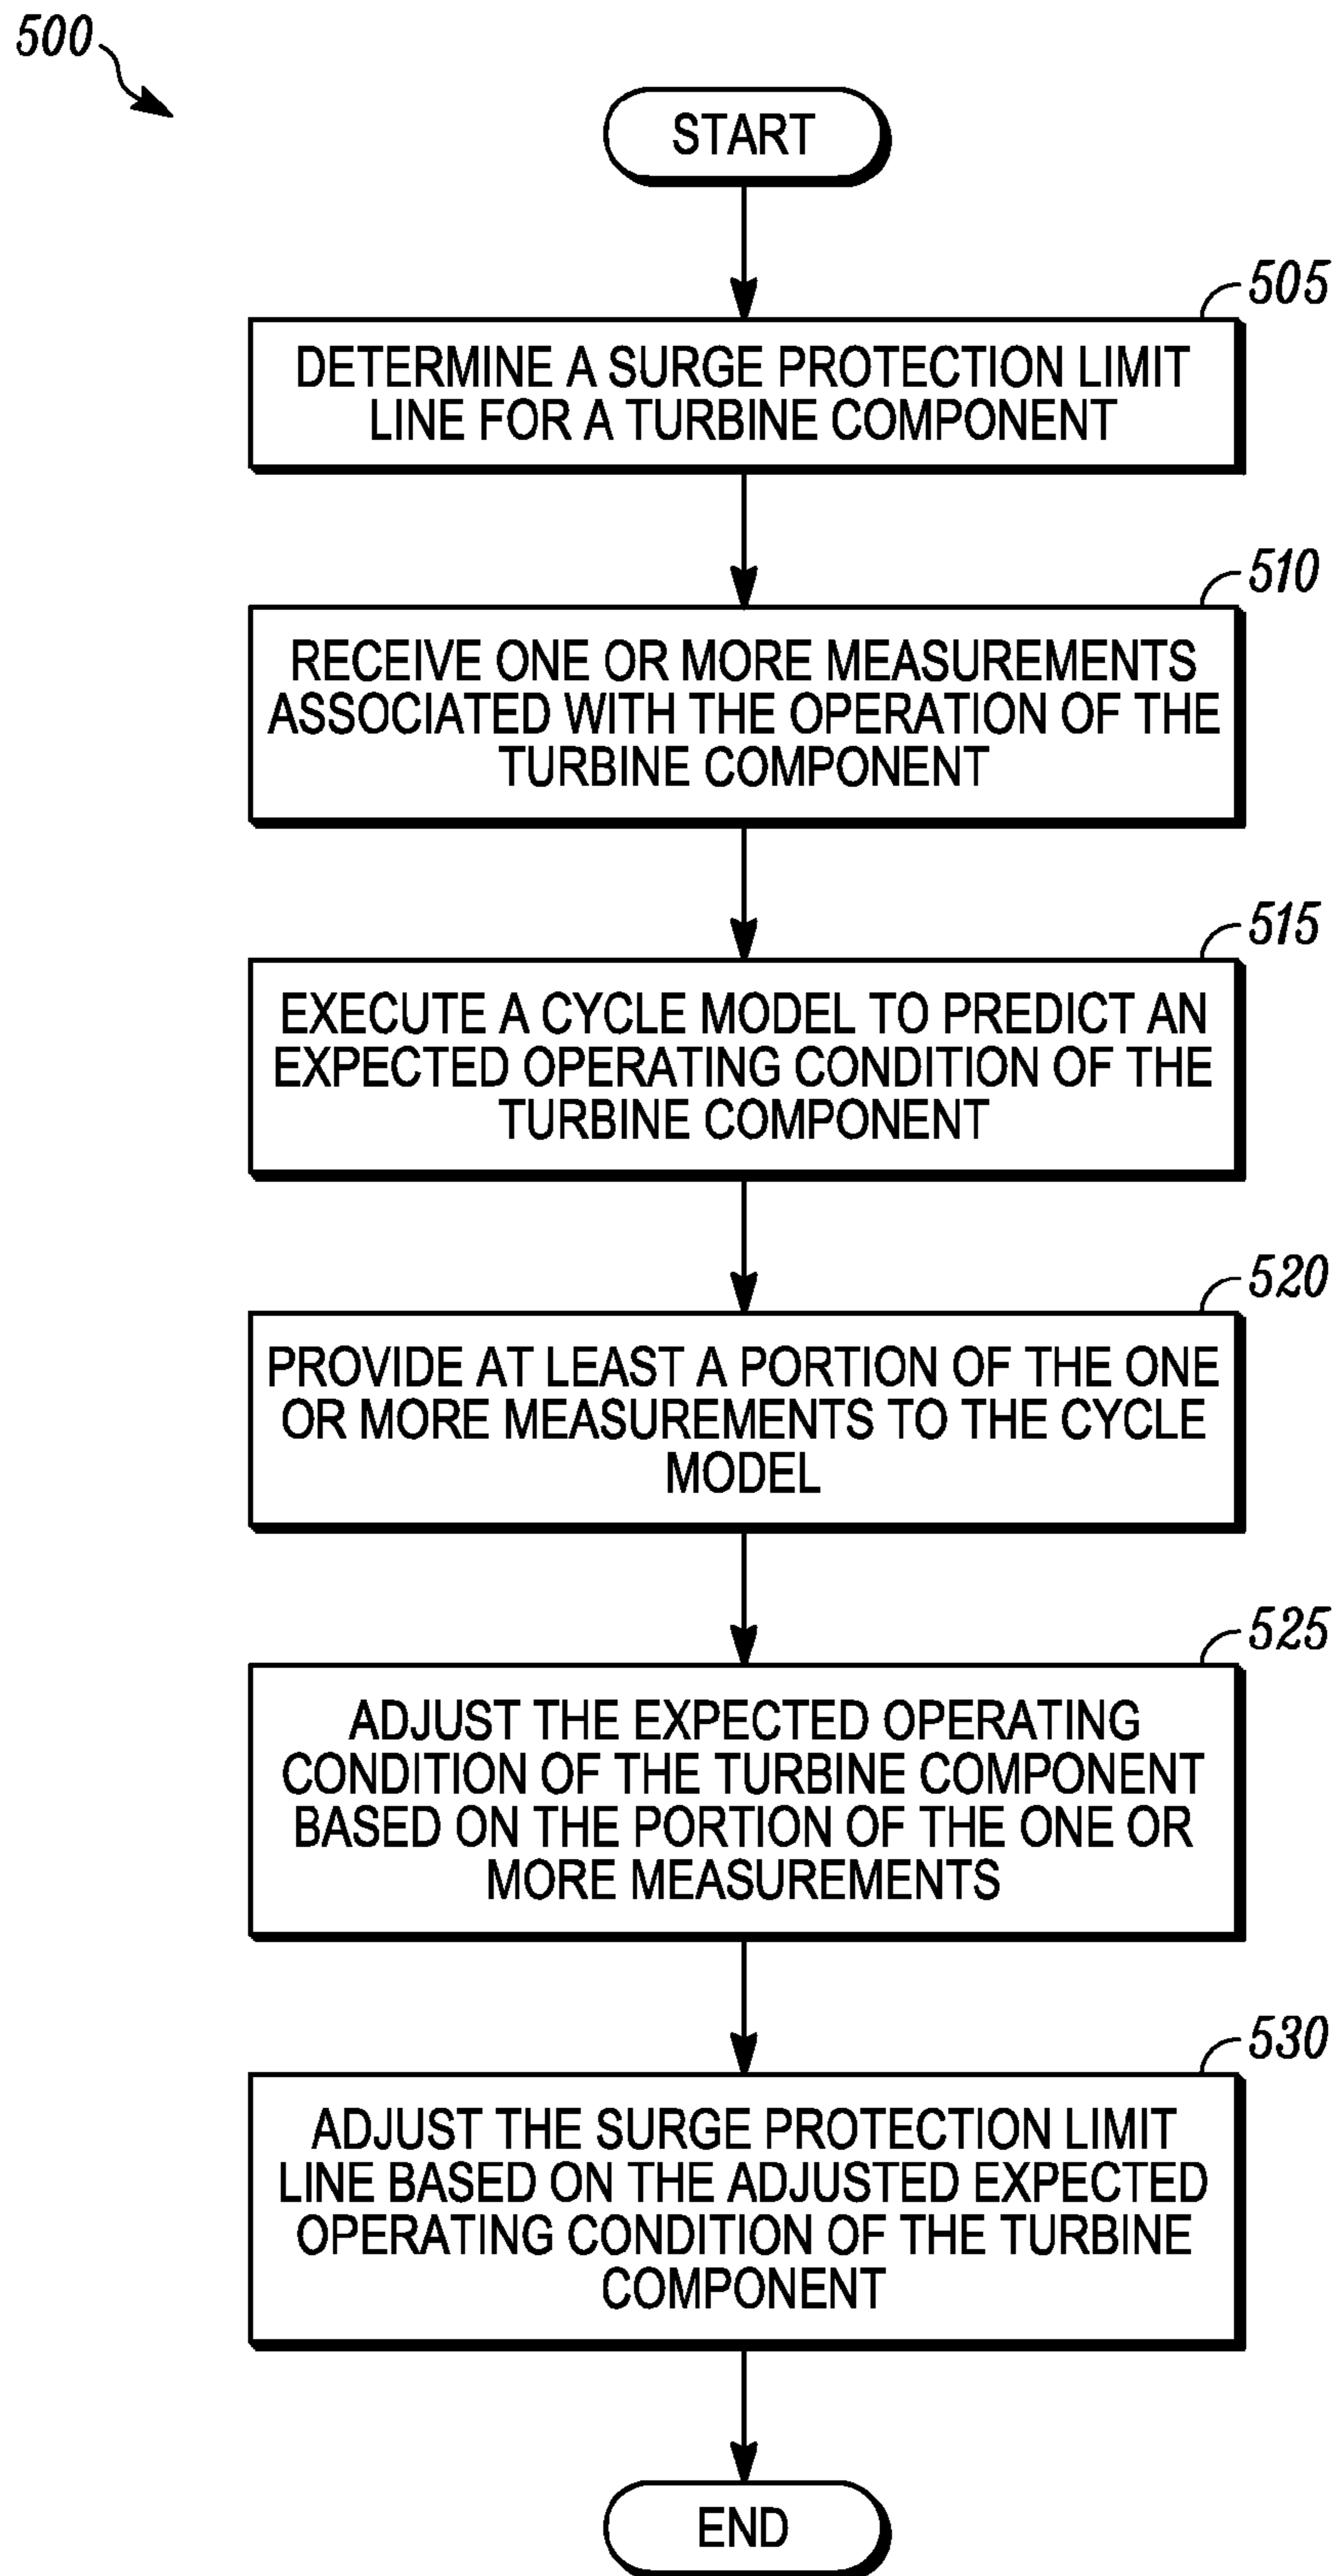 500
START
505
DETERMINE A SURGE PROTECTION LIMIT
LINE FOR A TURBINE COMPONENT
510
RECEIVE ONE OR MORE MEASUREMENTS
ASSOCIATED WITH THE OPERATION OF THE
TURBINE COMPONENT
515
EXECUTE A CYCLE MODEL TO PREDICT AN
EXPECTED OPERATING CONDITION OF THE
TURBINE COMPONENT
520
PROVIDE AT LEAST A PORTION OF THE ONE
OR MORE MEASUREMENTS TO THE CYCLE
MODEL
525
ADJUST THE EXPECTED OPERATING
CONDITION OF THE TURBINE COMPONENT
BASED ON THE PORTION OF THE ONE OR
MORE MEASUREMENTS
530
ADJUST THE SURGE PROTECTION LIMIT
LINE BASED ON THE ADJUSTED EXPECTED
OPERATING CONDITION OF THE TURBINE
COMPONENT
END